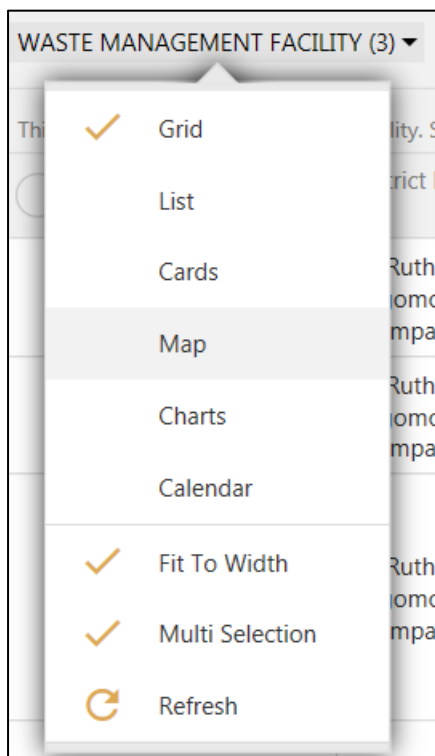 WASTE MANAGEMENT FACILITY (3)
Grid
List
Cards
Map
Charts
Calendar
Fit To Width
Multi Selection
Refresh